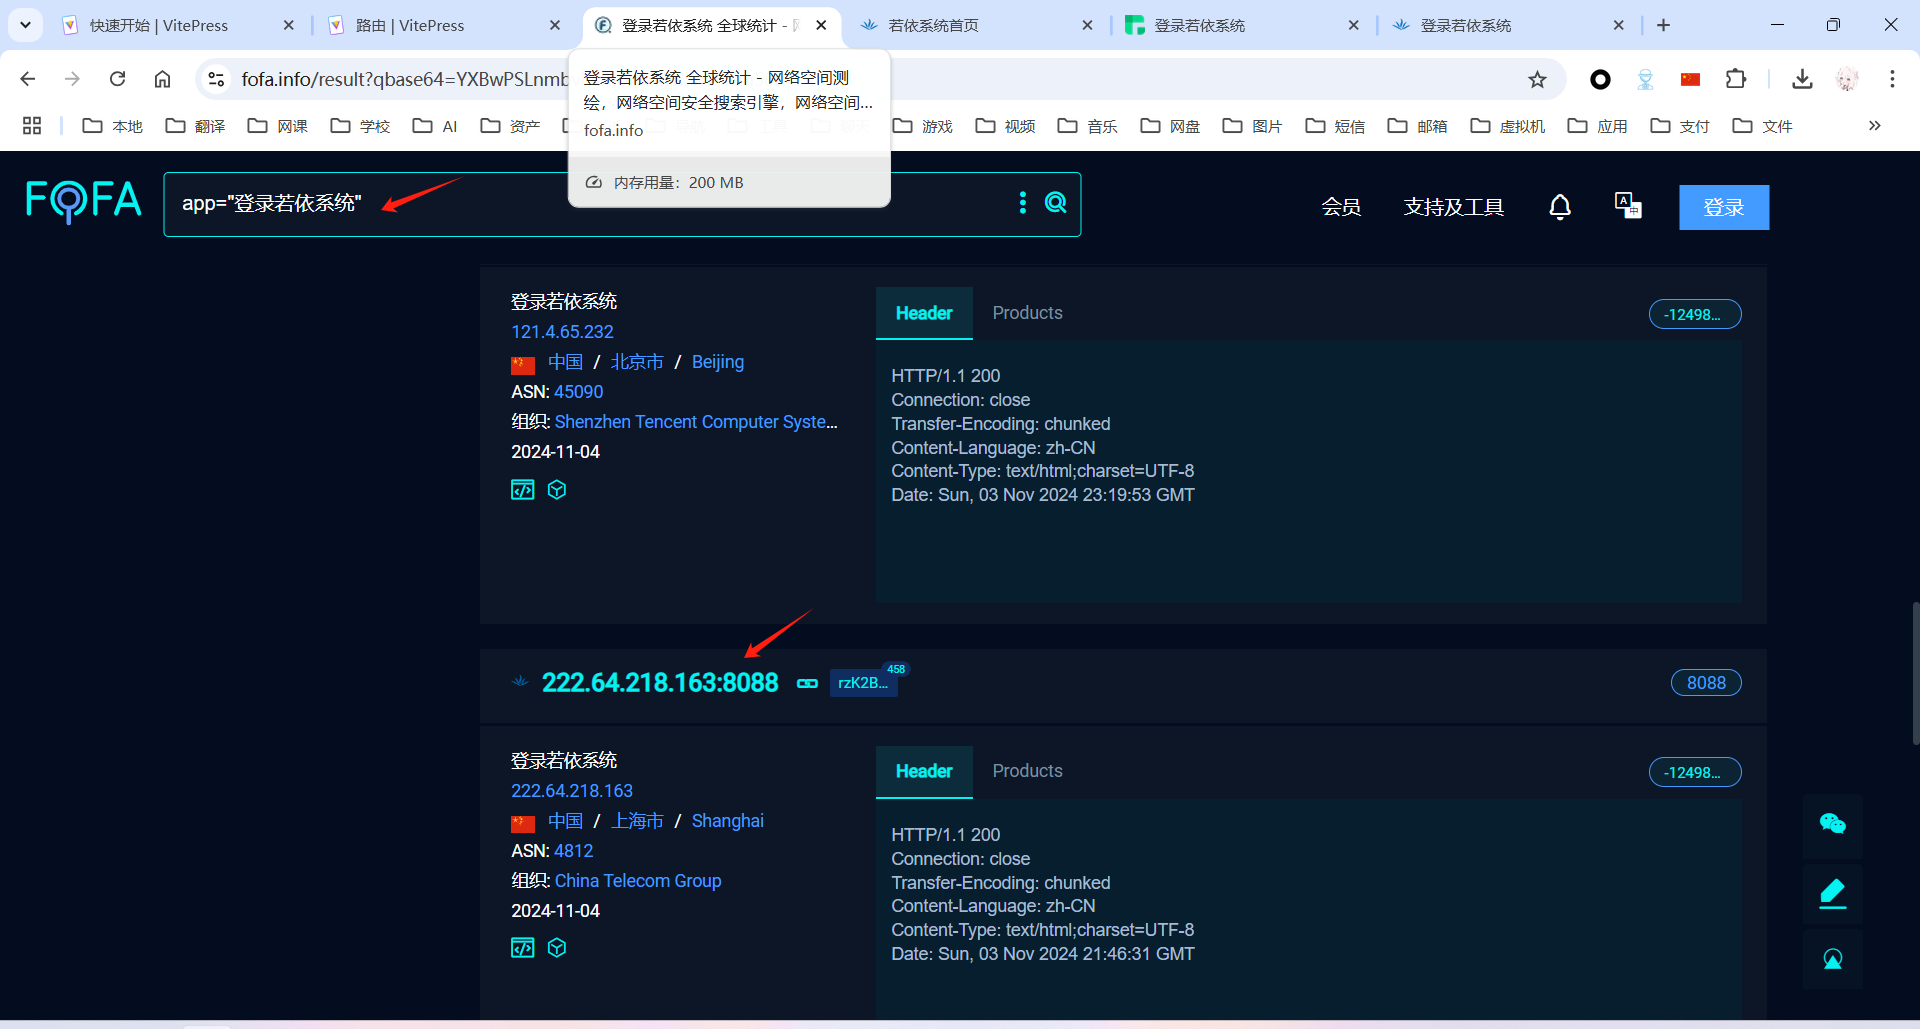 快速开始 | VitePress
路由 | VitePress
登录若依系统 全球统计 -
若依系统首页
登录若依系统
登录若依系统
fofa.info/result?qbase64=YXBwPSLnmb
登录若依系统 全球统计 - 网络空间测
绘，网络空间安全搜索引擎，网络空间...
fofa.info
内存用量：200 MB
本地
翻译
网课
学校
AI
资产
游戏
视频
音乐
网盘
图片
短信
邮箱
虚拟机
应用
支付
文件
FOFA
app="登录若依系统"
会员
支持及工具
登录
登录若依系统
121.4.65.232
中国 / 北京市 / Beijing
ASN: 45090
组织: Shenzhen Tencent Computer Syste...
2024-11-04
Header
Products
-12498...
HTTP/1.1 200
Connection: close
Transfer-Encoding: chunked
Content-Language: zh-CN
Content-Type: text/html;charset=UTF-8
Date: Sun, 03 Nov 2024 23:19:53 GMT
222.64.218.163:8088
rzK2B...
458
8088
登录若依系统
222.64.218.163
中国 / 上海市 / Shanghai
ASN: 4812
组织: China Telecom Group
2024-11-04
Header
Products
-12498...
HTTP/1.1 200
Connection: close
Transfer-Encoding: chunked
Content-Language: zh-CN
Content-Type: text/html;charset=UTF-8
Date: Sun, 03 Nov 2024 21:46:31 GMT